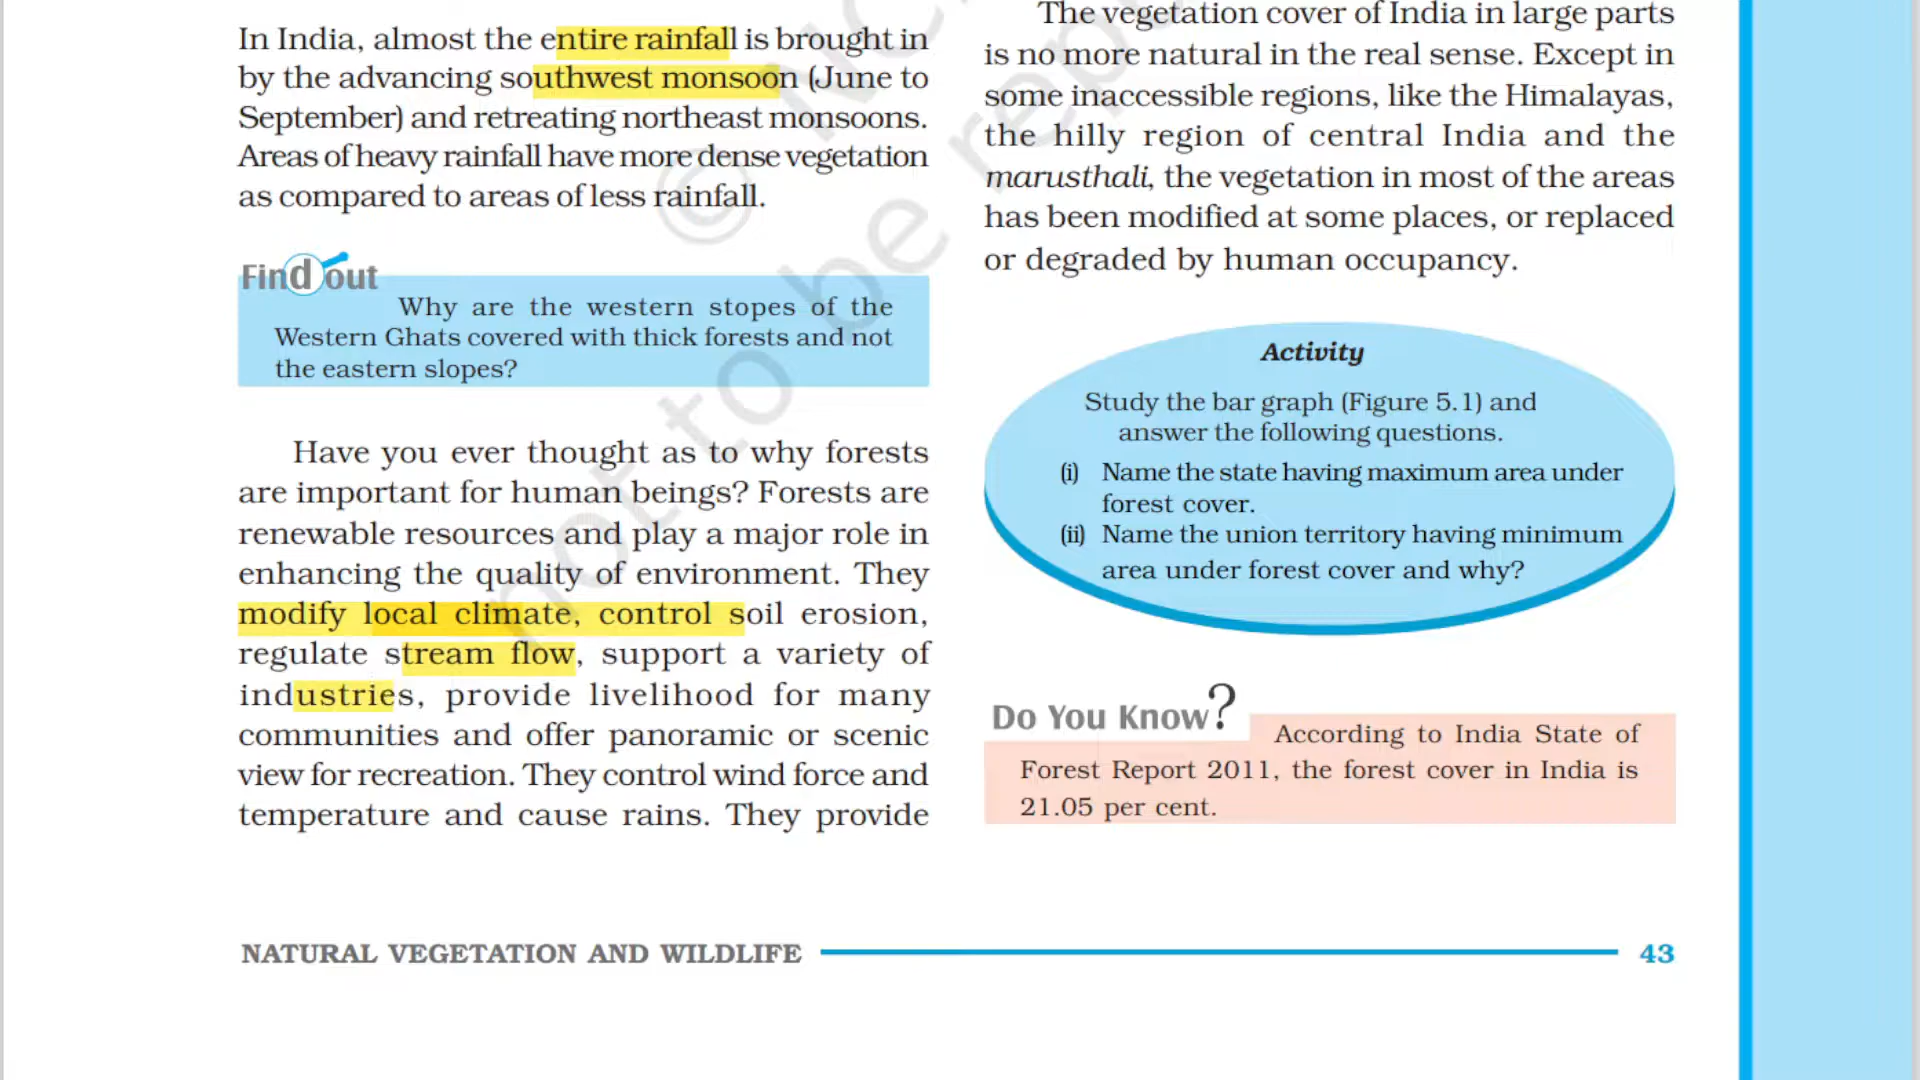 In India, almost the entire rainfall is brought in
by the advancing southwest monsoon (June to
September) and retreating northeast monsoons.
Areas of heavy rainfall have more dense vegetation
as compared to areas of less rainfall.
Find out
Why are the western stopes of the
Western Ghats covered with thick forests and not
the eastern slopes?
Have you ever thought as to why forests
are important for human beings? Forests are
renewable resources and play a major role in
enhancing the quality of environment. They
modify local climate, control soil erosion,
regulate stream flow, support a variety of
industries, provide livelihood for many
communities and offer panoramic or scenic
view for recreation. They control wind force and
temperature and cause rains. They provide
The vegetation cover of India in large parts
is no more natural in the real sense. Except in
some inaccessible regions, like the Himalayas,
the hilly region of central India and the
marusthali, the vegetation in most of the areas
has been modified at some places, or replaced
or degraded by human occupancy.
Activity
Study the bar graph (Figure 5.1) and
answer the following questions.
(i) Name the state having maximum area under
forest cover.
(ii) Name the union territory having minimum
area under forest cover and why?
Do You Know?
According to India State of
Forest Report 2011, the forest cover in India is
21.05 per cent.
NATURAL VEGETATION AND WILDLIFE 43
©
not to be